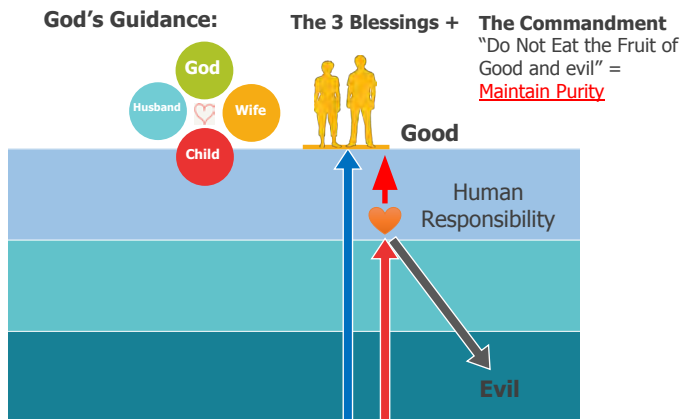 God's Guidance:
The 3 Blessings +
The Commandment
“Do Not Eat the Fruit of
Good and evil” =
Maintain Purity
God
Husband
Wife
Child
Good
Human
Responsibility
Evil